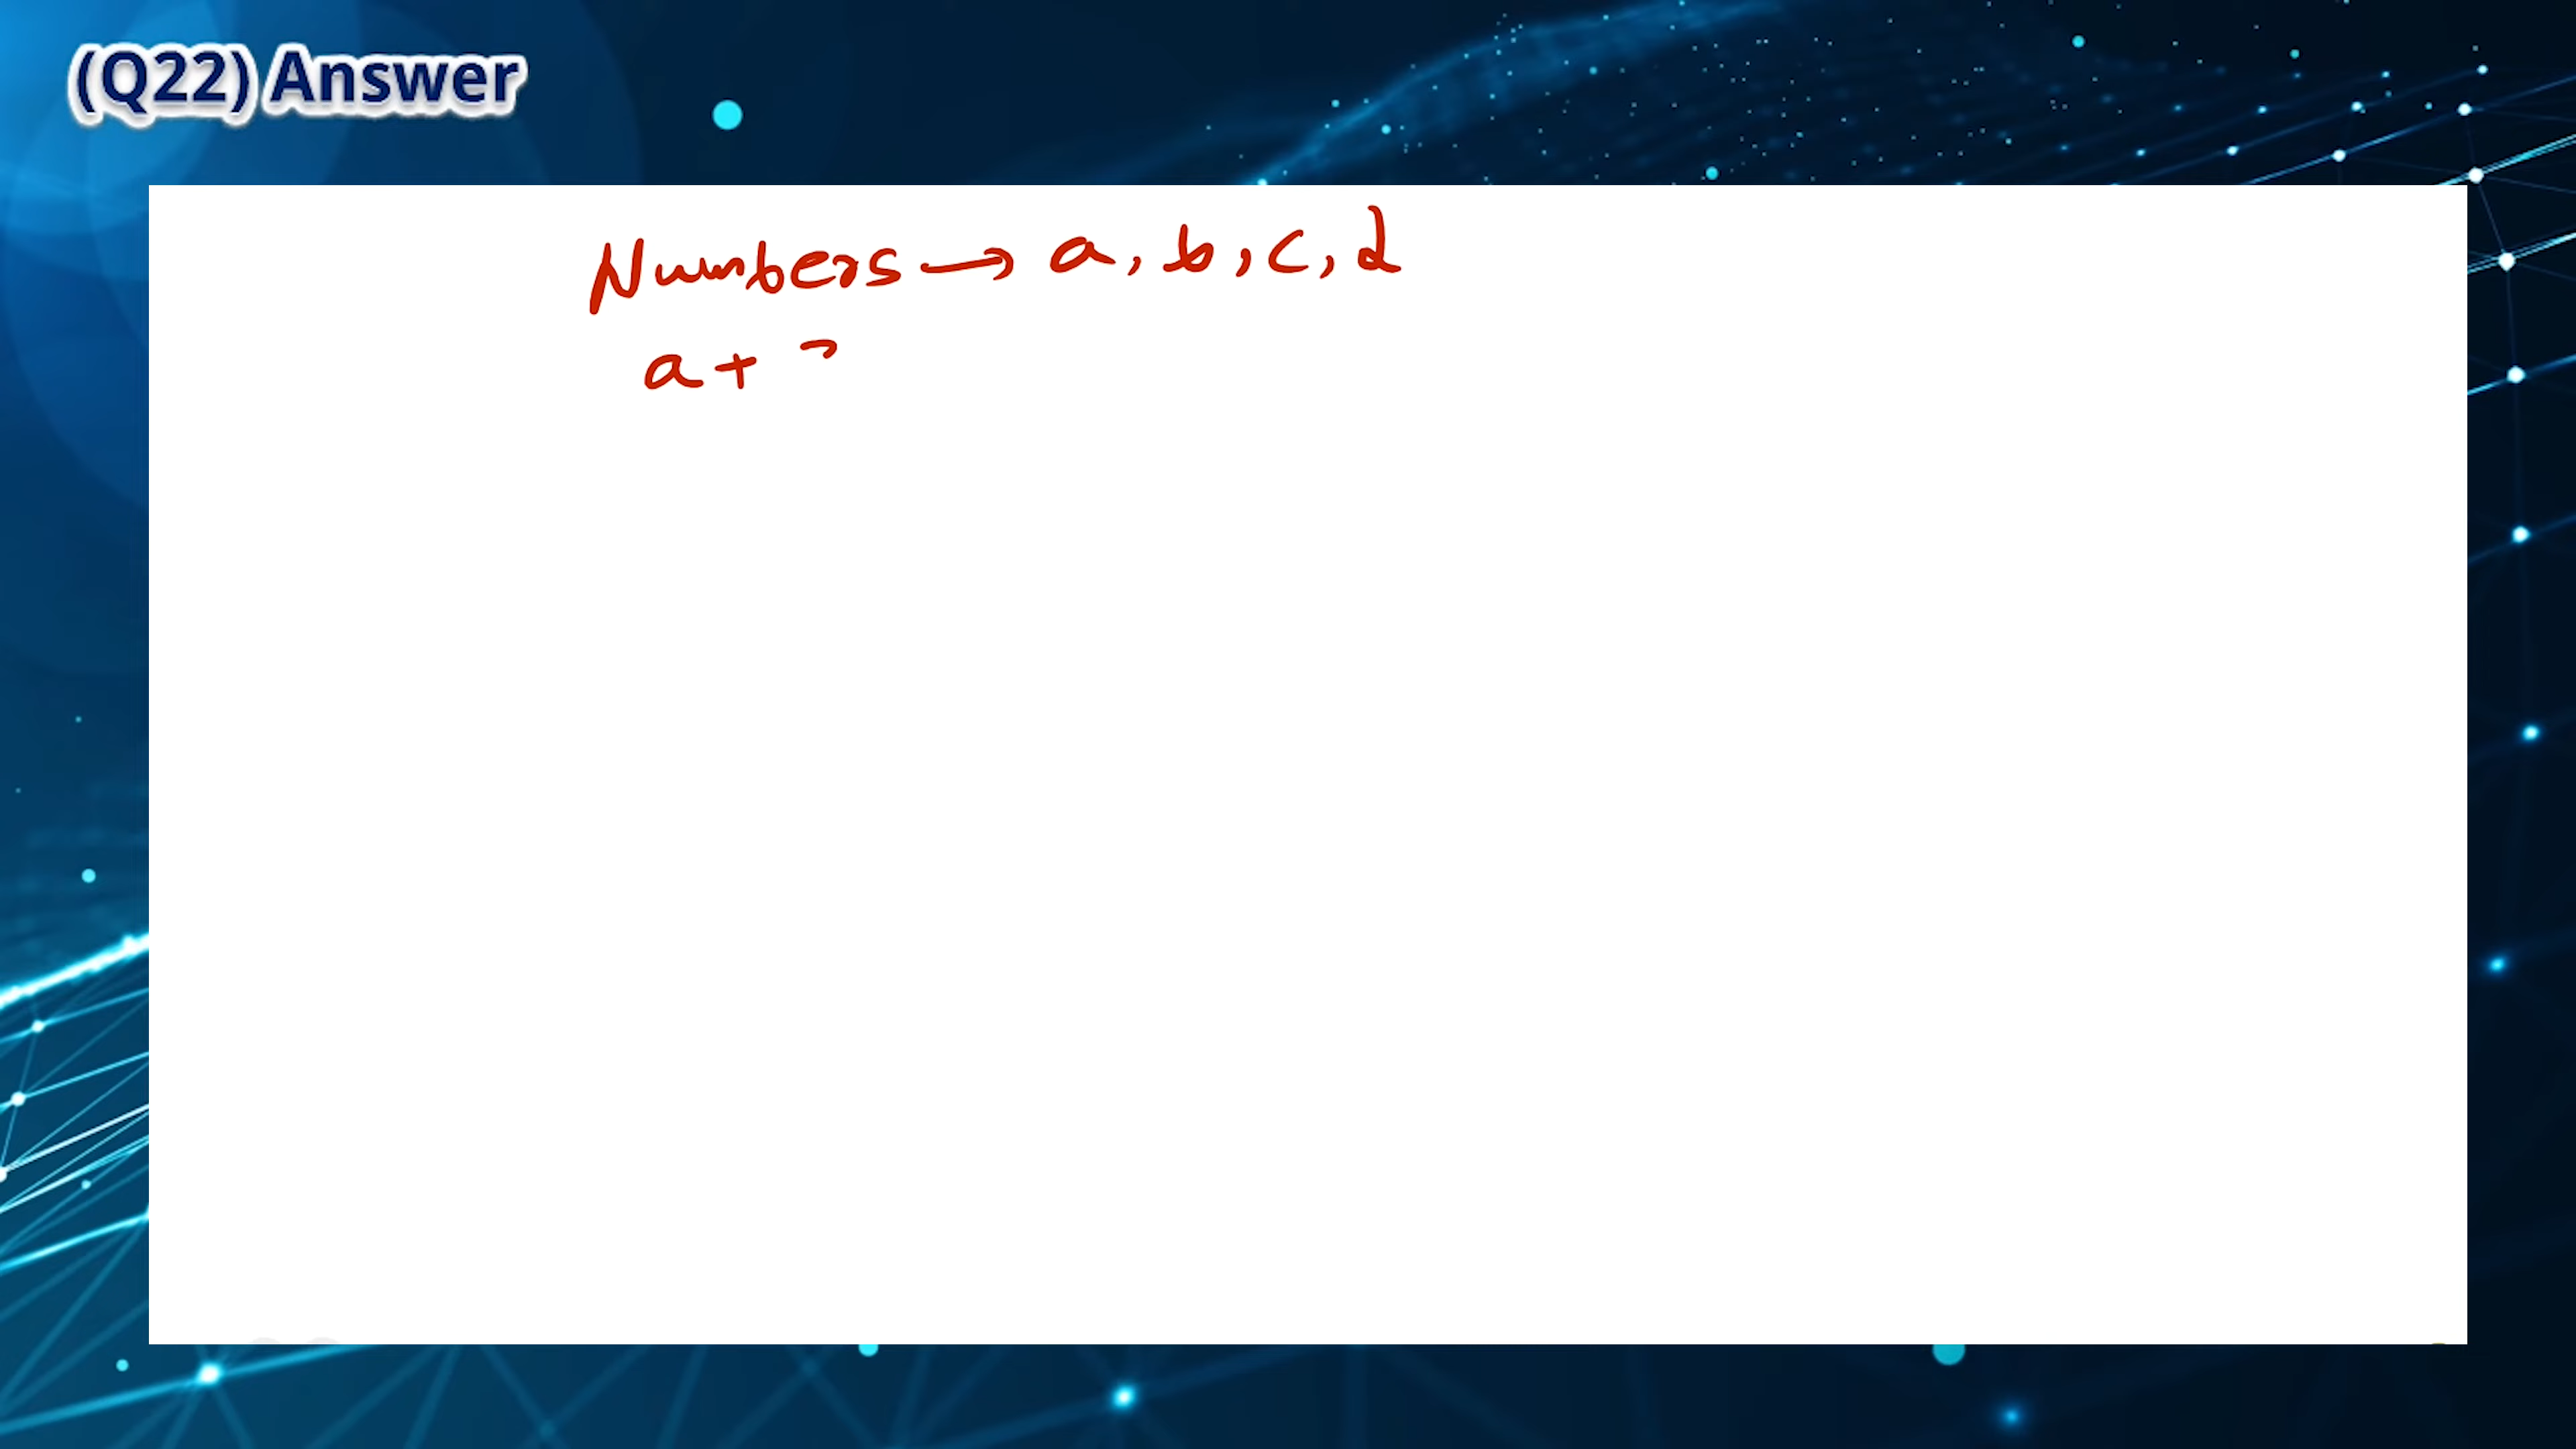 (Q22) Answer
Numbers → a, b, c, d
a +